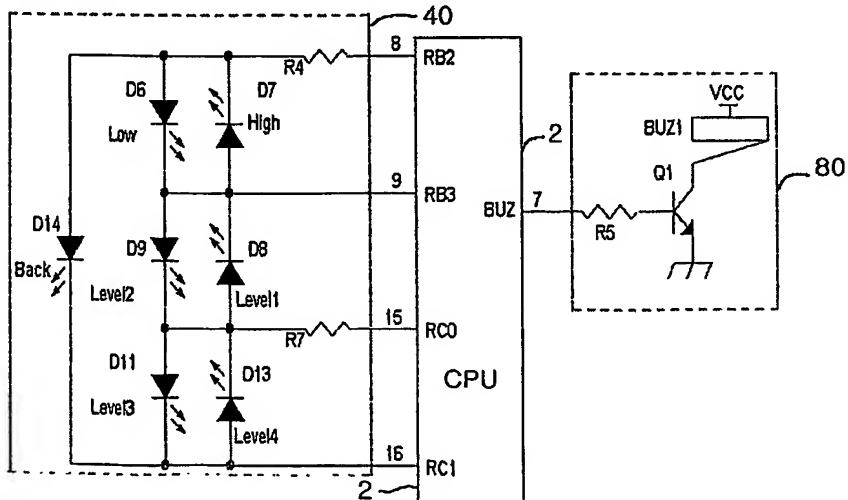 40
8
RB2
R4
D6
D7
Low
High
VCC
BUZ1
2
80
9
RB3
Q1
BUZ
7
R5
D14
D9
D8
Back
Level2
Level1
15
RC0
R7
CPU
D11
D13
Level3
Level4
16
RC1
2